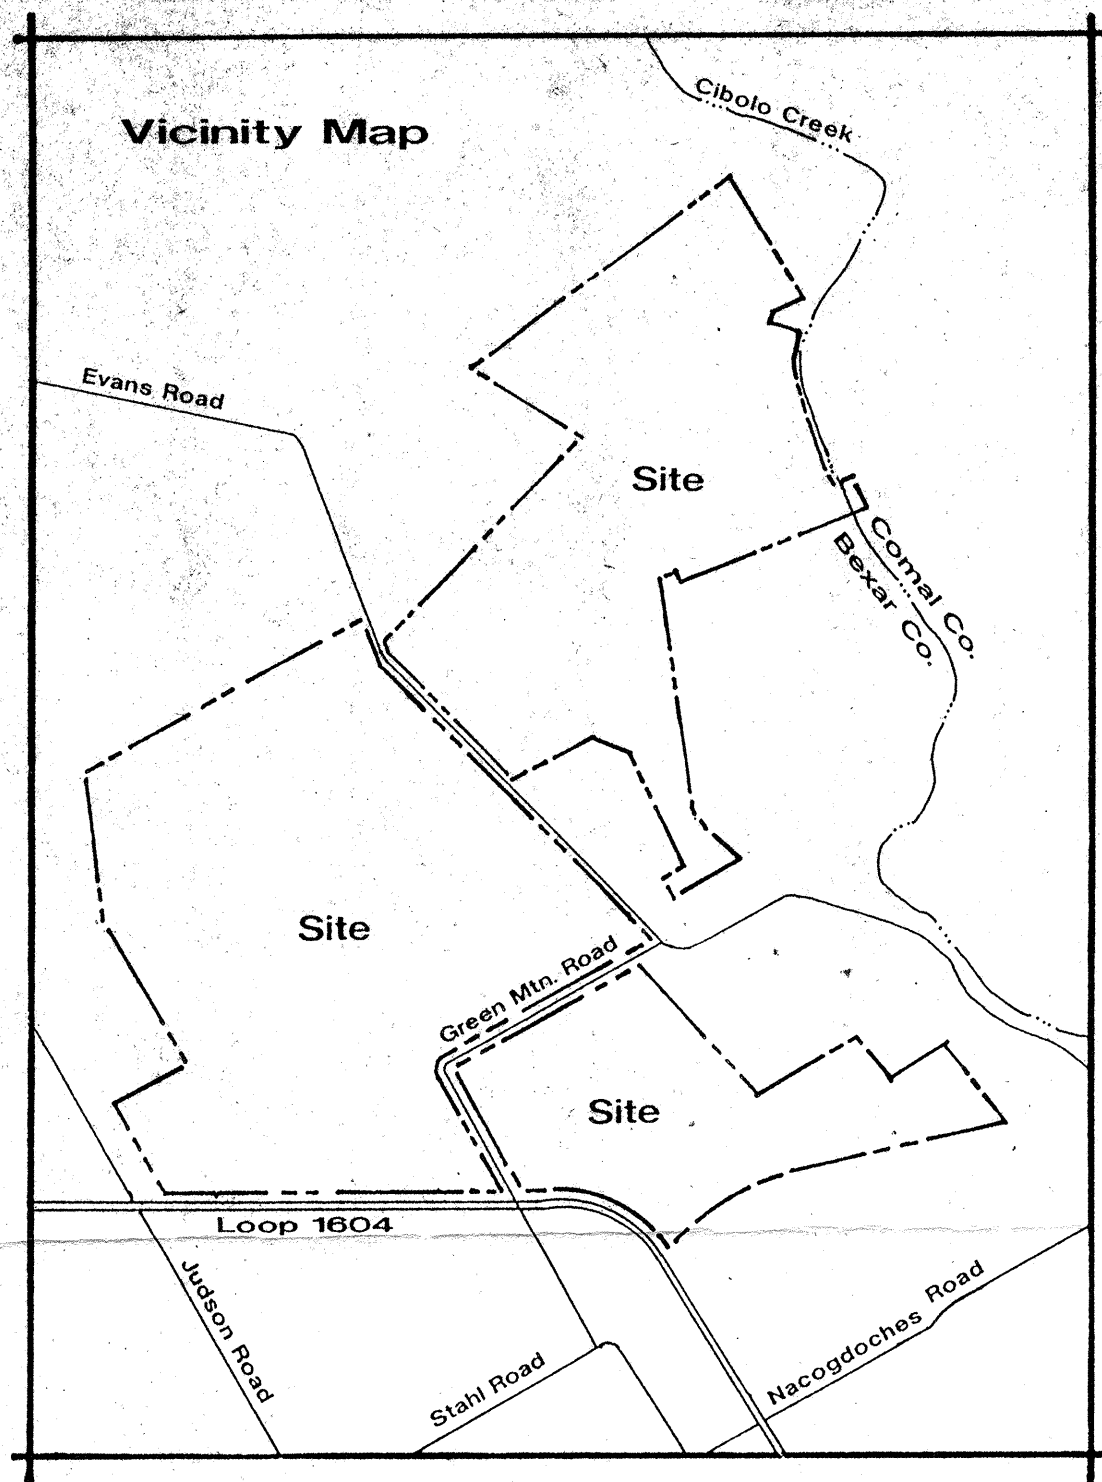 Cibolo Creek
Vicinity Map
Evans Road
Site
Comal Co.
Bexar Co.
Site
Green Mtn. Road
Site
Loop 1604
Judson Road
Stahl Road
Nacogdoches Road